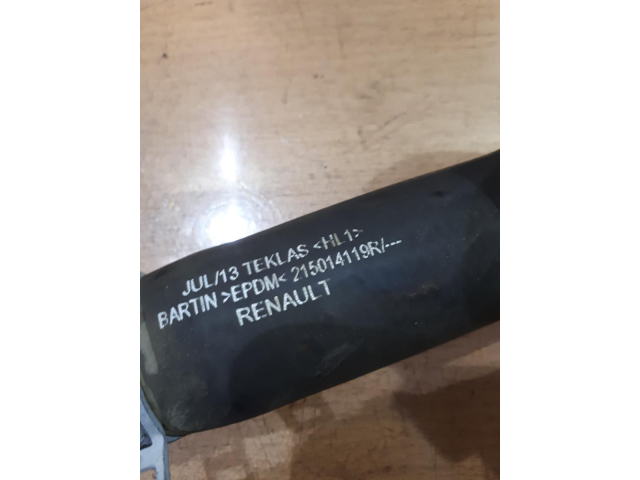 JUL/13 TEKLAS <HL1>
BARTIN >EPDM< 215014119R/---
RENAULT